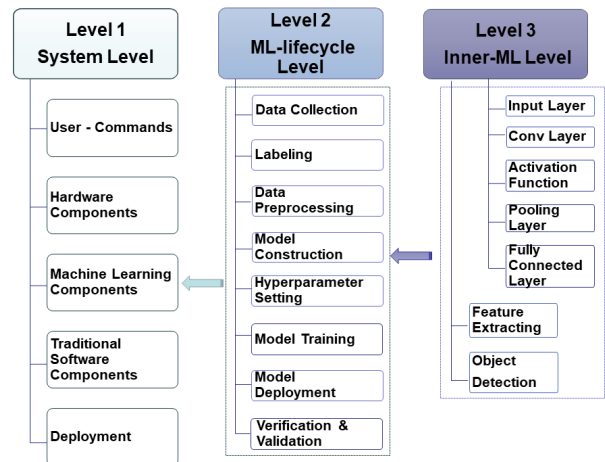 Level 1
System Level
User - Commands
Hardware
Components
Machine Learning
Components
Traditional
Software
Components
Deployment
Level 2
ML-lifecycle
Level
Data Collection
Labeling
Data
Preprocessing
Model
Construction
Hyperparameter
Setting
Model Training
Model
Deployment
Verification &
Validation
Level 3
Inner-ML Level
Input Layer
Conv Layer
Activation
Function
Pooling
Layer
Fully
Connected
Layer
Feature
Extracting
Object
Detection